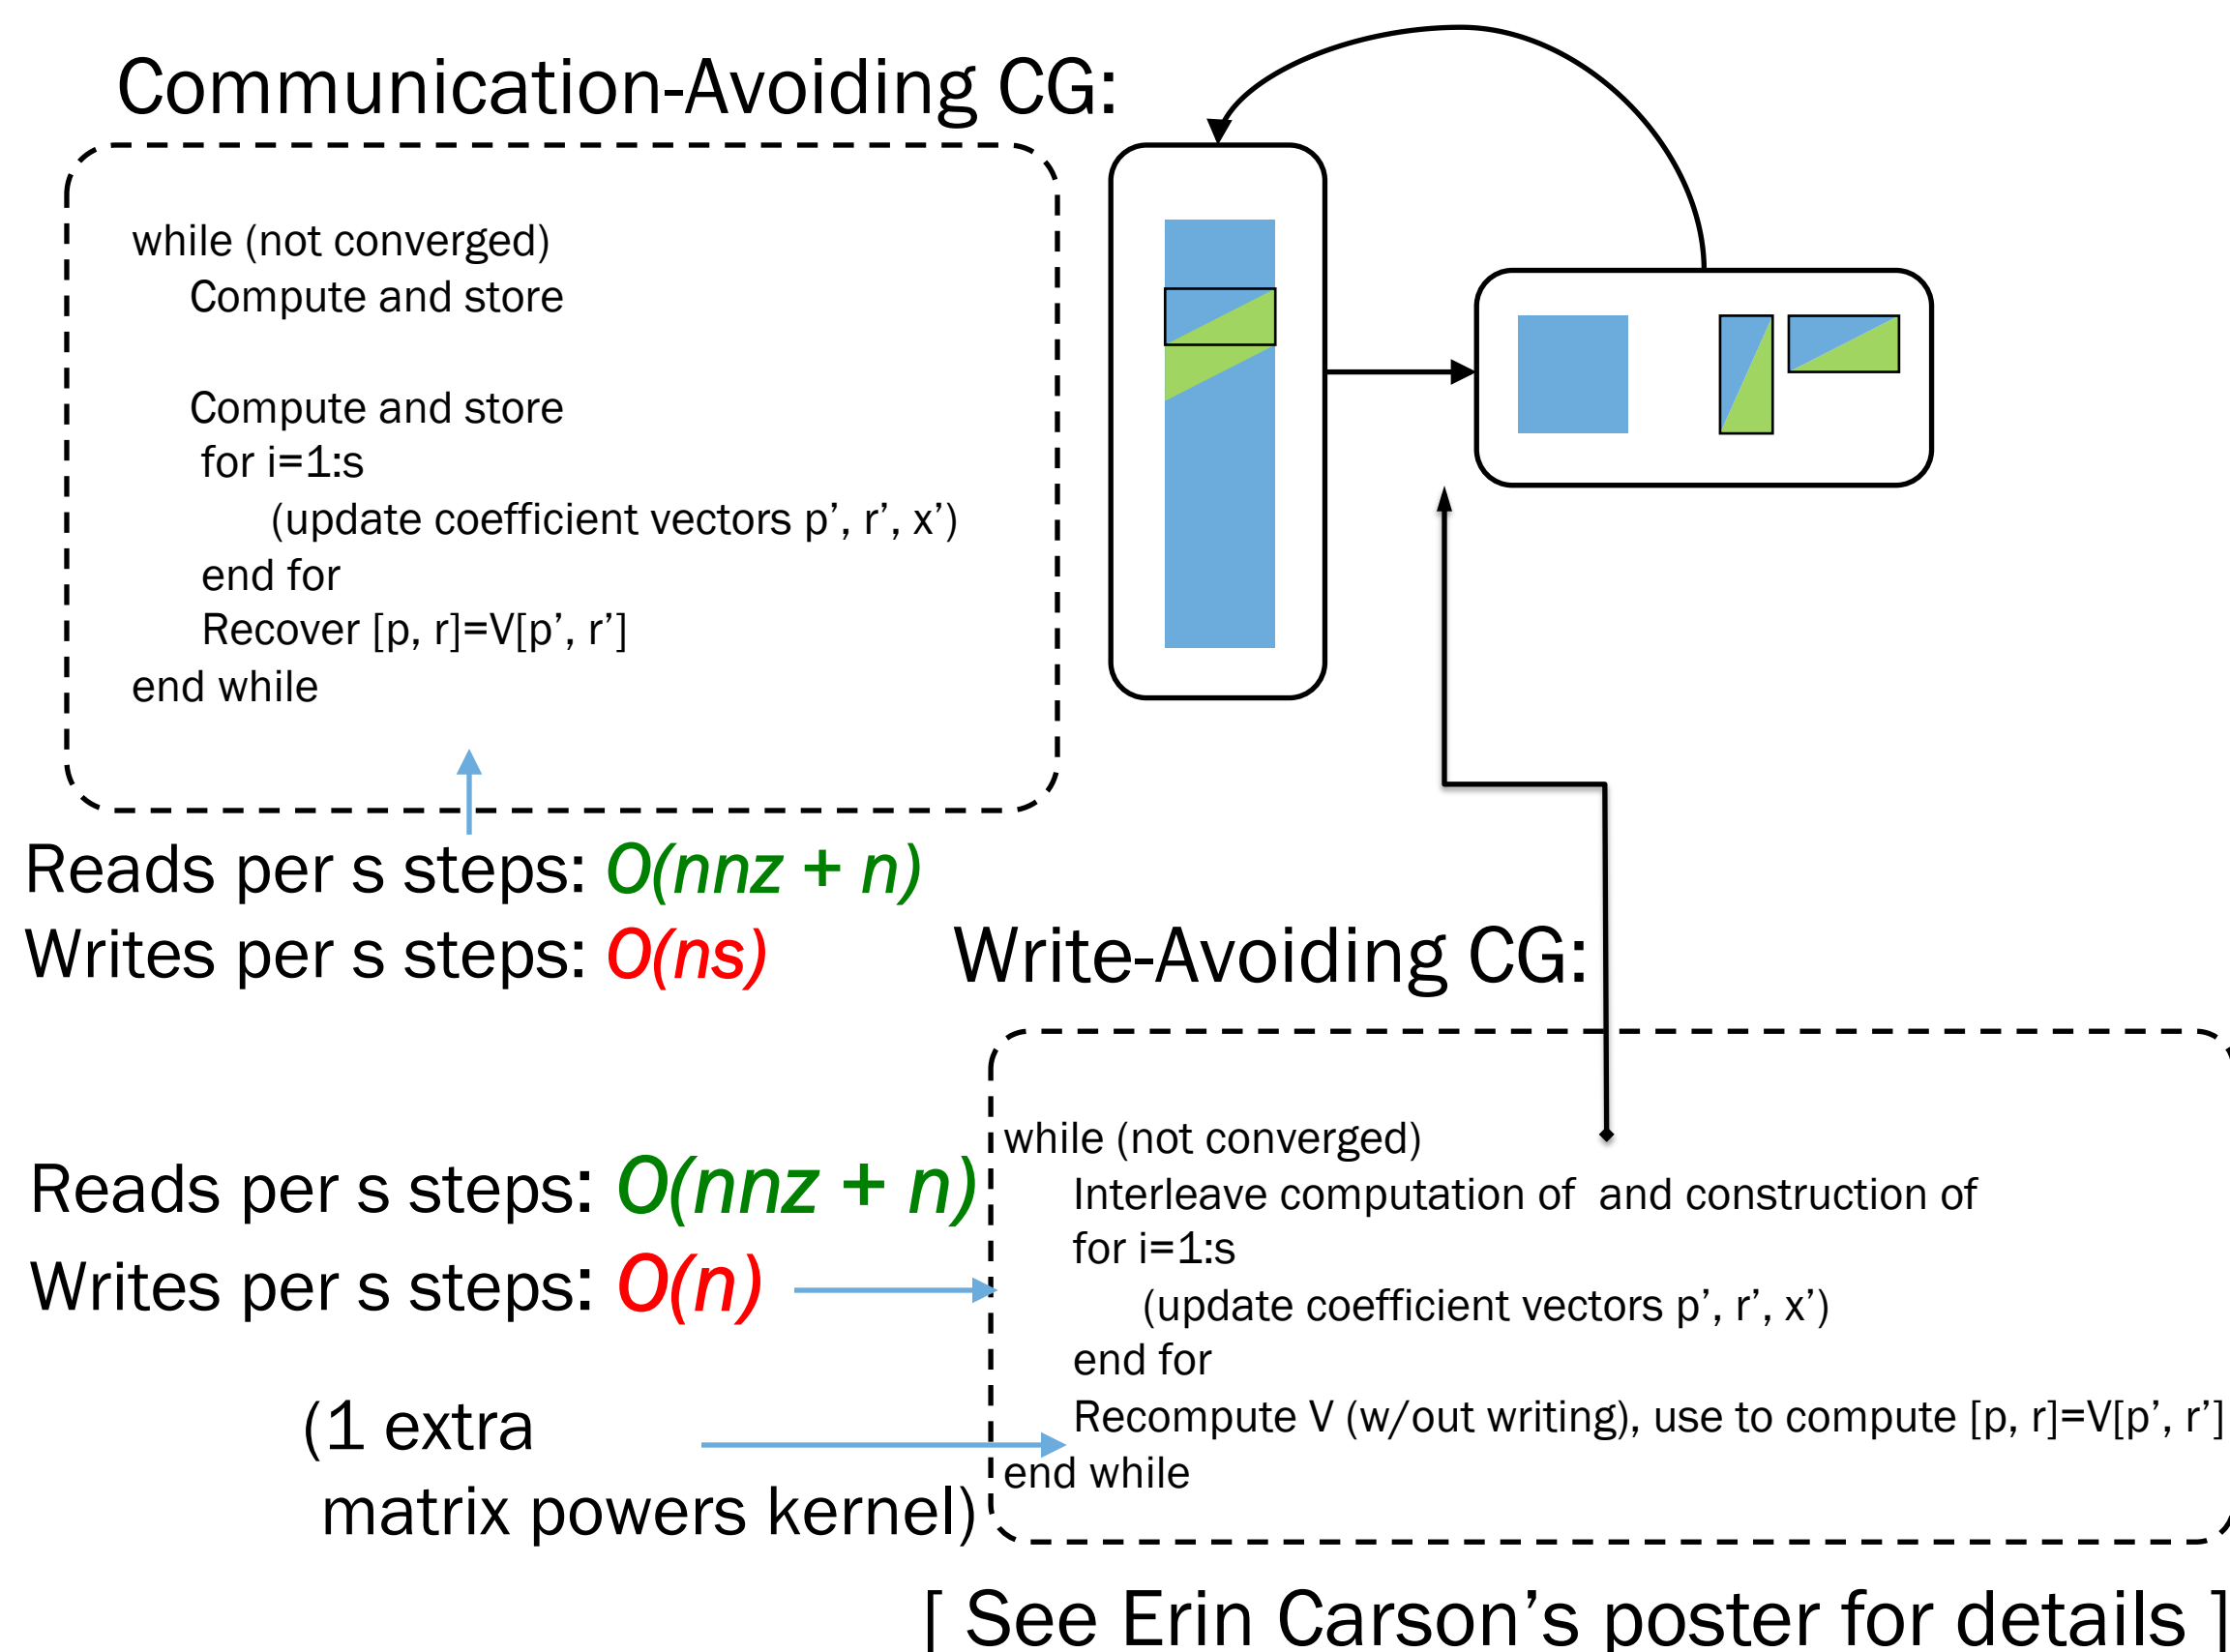 Communication-Avoiding CG:
while (not converged)
Compute and store
Compute and store
for i=1:s
(update coefficient vectors p’, r’, x’)
end for
Recover [p, r]=V[p’, r’]
end while
Reads per s steps: O(nnz + n)
Writes per s steps: O(ns)
Write-Avoiding CG:
while (not converged)
Interleave computation of  and construction of
for i=1:s
(update coefficient vectors p’, r’, x’)
end for
Recompute V (w/out writing), use to compute [p, r]=V[p’, r’]
end while
Reads per s steps: O(nnz + n)
Writes per s steps: O(n)
(1 extra
matrix powers kernel)
[ See Erin Carson’s poster for details ]